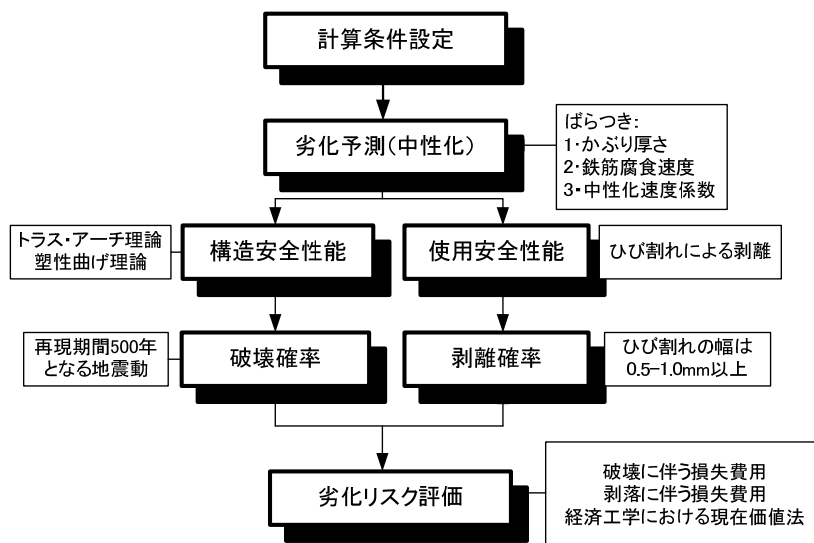 計算条件設定
劣化予測(中性化)
ばらつき:
1・かぶり厚さ
2・鉄筋腐食速度
3・中性化速度係数
トラス・アーチ理論
塑性曲げ理論
構造安全性能
使用安全性能
ひび割れによる剥離
再現期間500年
となる地震動
破壊確率
剥離確率
ひび割れの幅は
0.5-1.0mm以上
劣化リスク評価
破壊に伴う損失費用
剥落に伴う損失費用
経済工学における現在価値法